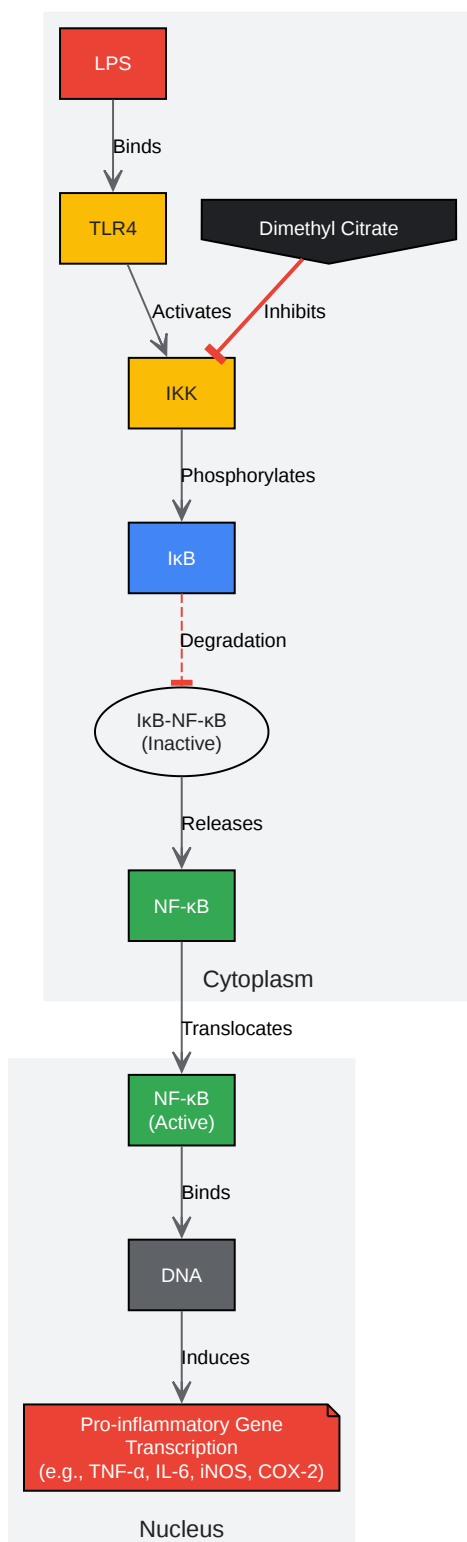 LPS
Binds
TLR4
Dimethyl Citrate
Activates
Inhibits
IKK
Phosphorylates
IκB
Degradation
IκB-NF-κB
(Inactive)
Releases
NF-κB
Cytoplasm
Translocates
NF-κB
(Active)
Binds
DNA
Induces
Pro-inflammatory Gene
Transcription
(e.g., TNF-α, IL-6, iNOS, COX-2)
Nucleus